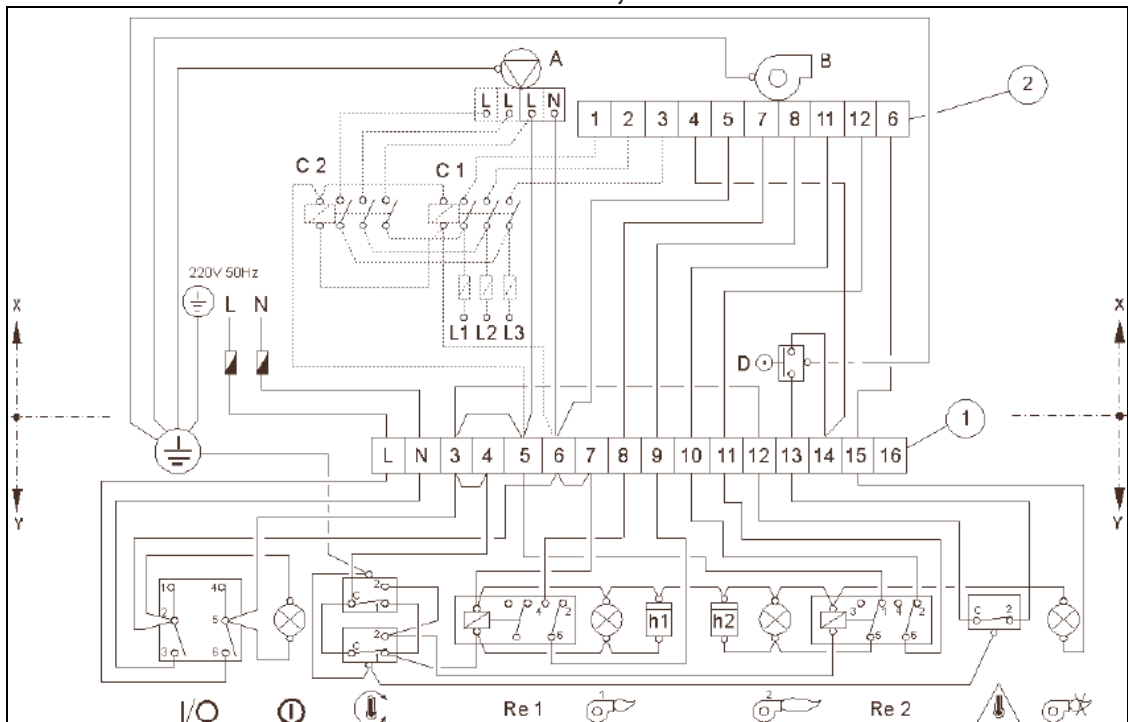 A
B
2
L L L N
1 2 3 4 5 7 8 11 12 6
C 2
C 1
220V 50Hz
L N
L1 L2 L3
X
X
D
1
L N 3 4 5 6 7 8 9 10 11 12 13 14 15 16
Y
Y
1 4
2 5
3 6
2
C 1
2
C 1
4 2
6
h1
h2
3 1 4 2
5 6
C 2
1
2
I/O
Re 1
Re 2